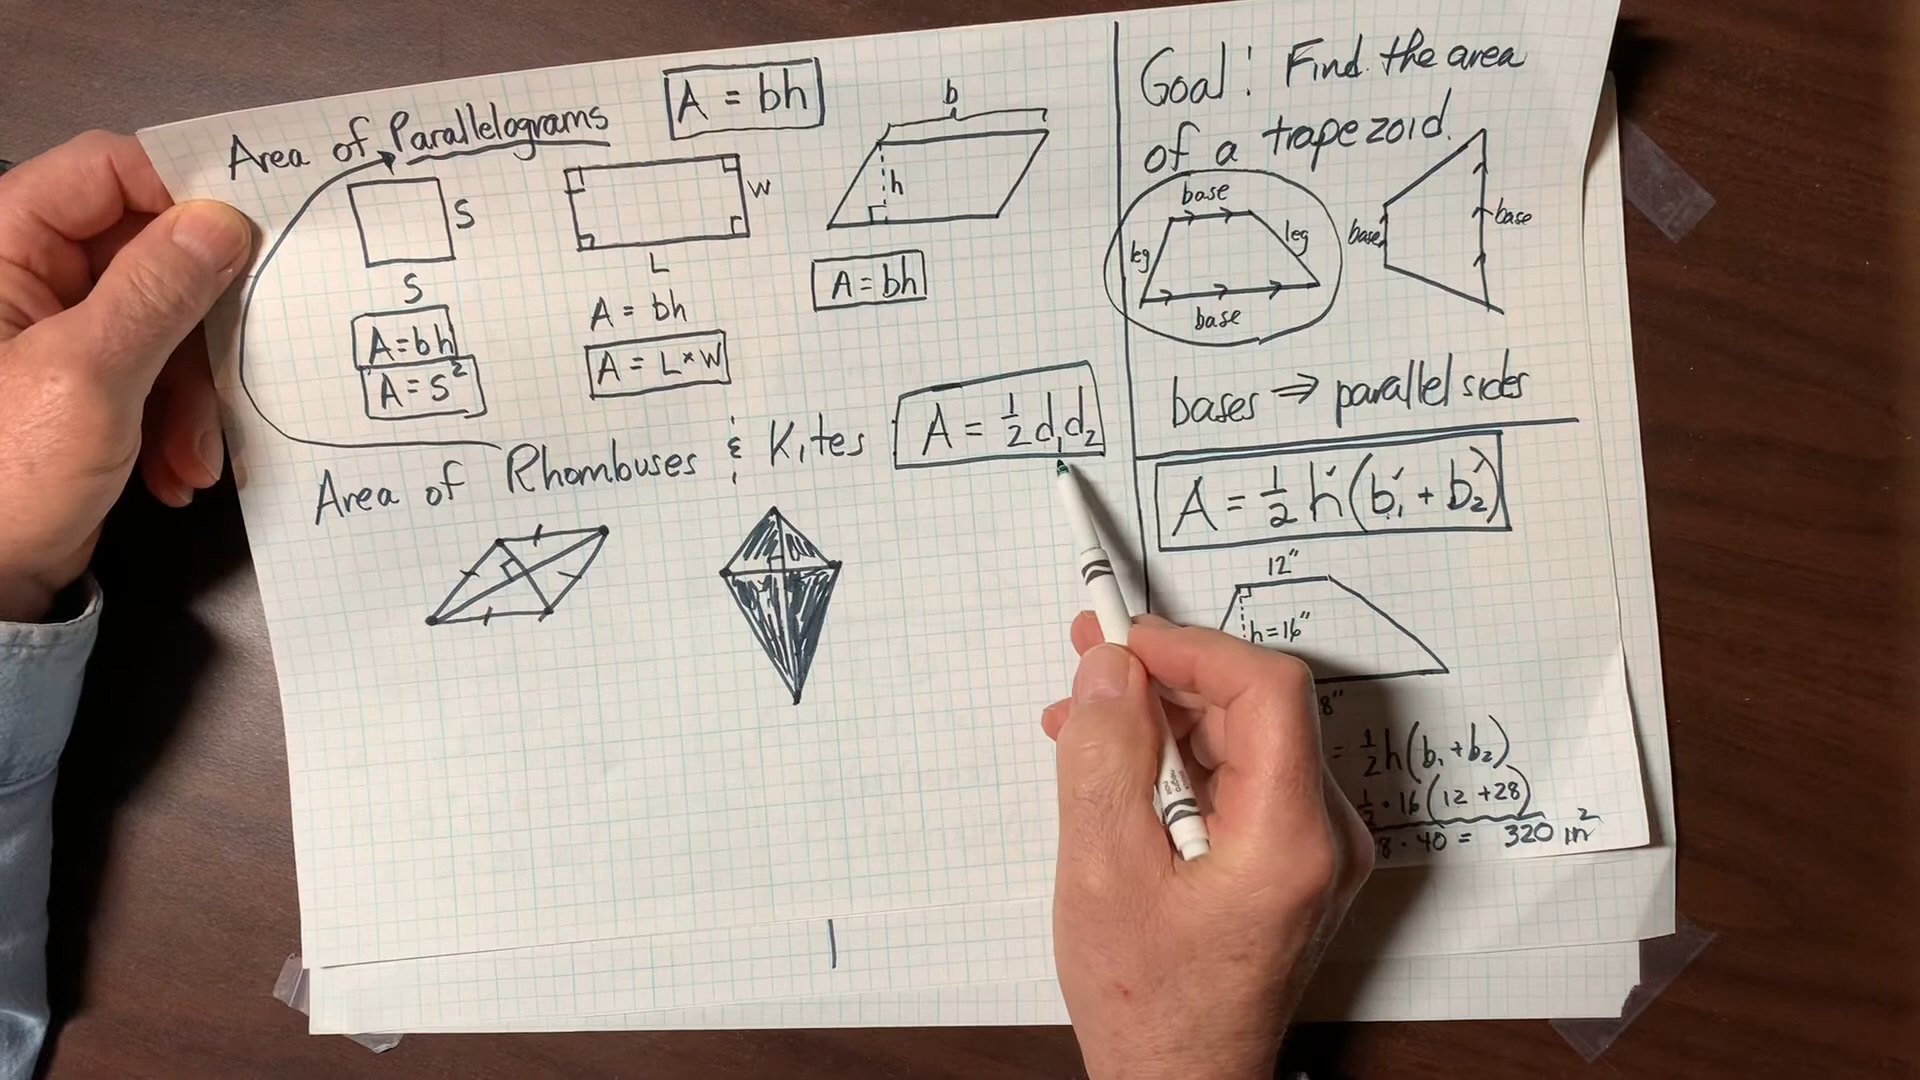 Area of Parallelograms
A = bh
b
h
S
S
W
L
A=bh
A=S²
A = bh
A = L×W
A=bh
Area of Rhombuses & Kites
A = ½d₁d₂
Goal! Find the area
of a trapezoid.
base
leg
leg
base
base
base
bases ⇒ parallel sides
A = ½ h(b₁ + b₂)
12"
h=16"
8"
= ½h(b₁+b₂)
½·16(12+28)
8·40 = 320 in²